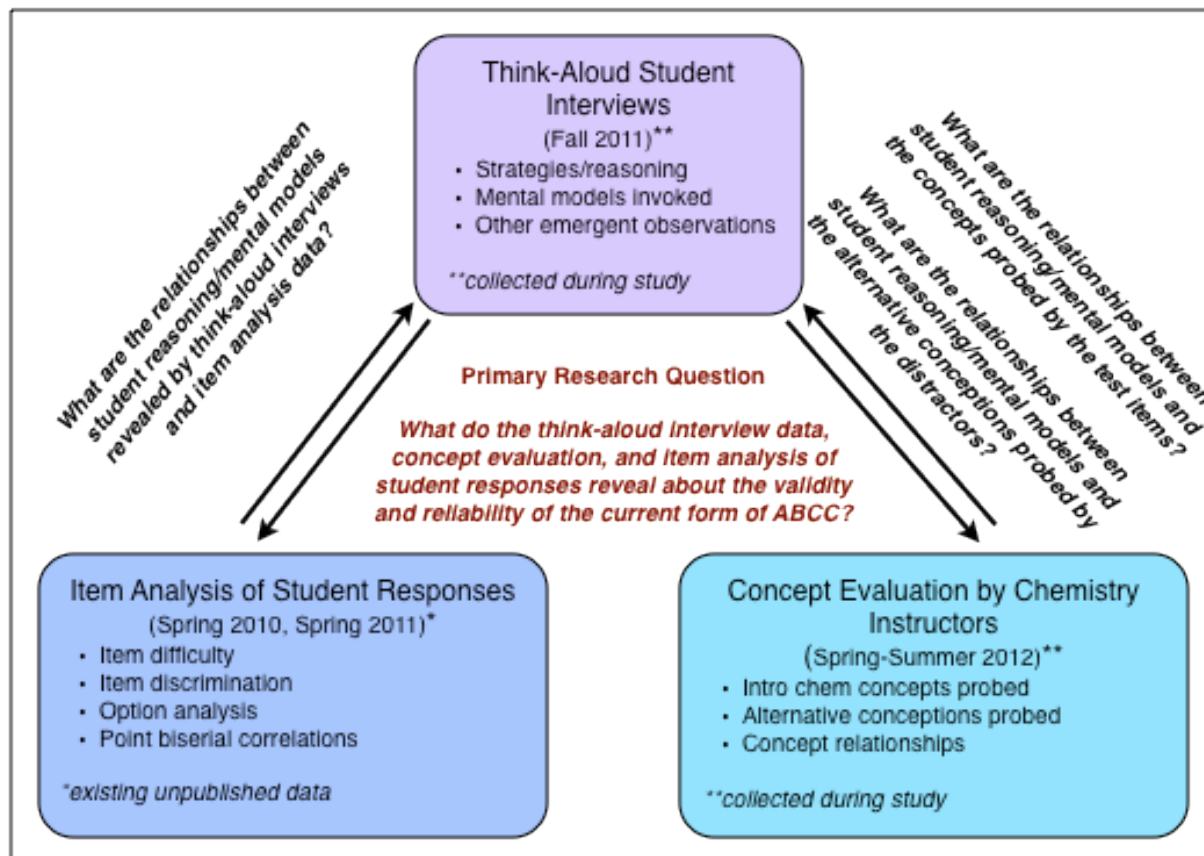 Think-Aloud Student
Interviews
(Fall 2011)**
• Strategies/reasoning
• Mental models invoked
• Other emergent observations
**collected during study
What are the relationships between
student reasoning/mental models
revealed by think-aloud interviews
and item analysis data?
What are the relationships between
student reasoning/mental models and
the concepts probed by the test items?
What are the relationships between
student reasoning/mental models and
the alternative conceptions probed by
the distractors?
Primary Research Question
What do the think-aloud interview data,
concept evaluation, and item analysis of
student responses reveal about the validity
and reliability of the current form of ABCC?
Item Analysis of Student Responses
(Spring 2010, Spring 2011)*
• Item difficulty
• Item discrimination
• Option analysis
• Point biserial correlations
*existing unpublished data
Concept Evaluation by Chemistry
Instructors
(Spring-Summer 2012)**
• Intro chem concepts probed
• Alternative conceptions probed
• Concept relationships
**collected during study